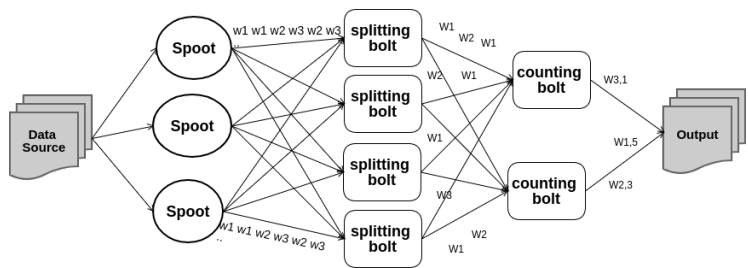 w1 w1 w2 w3 w2 w3
..
Data
Source
Spoot
Spoot
Spoot
w1 w1 w2 w3 w2 w3
..
splitting
bolt
splitting
bolt
splitting
bolt
splitting
bolt
W1
W2
W1
W2
W1
W1
W3
W2
W1
counting
bolt
counting
bolt
W3,1
W1,5
W2,3
Output